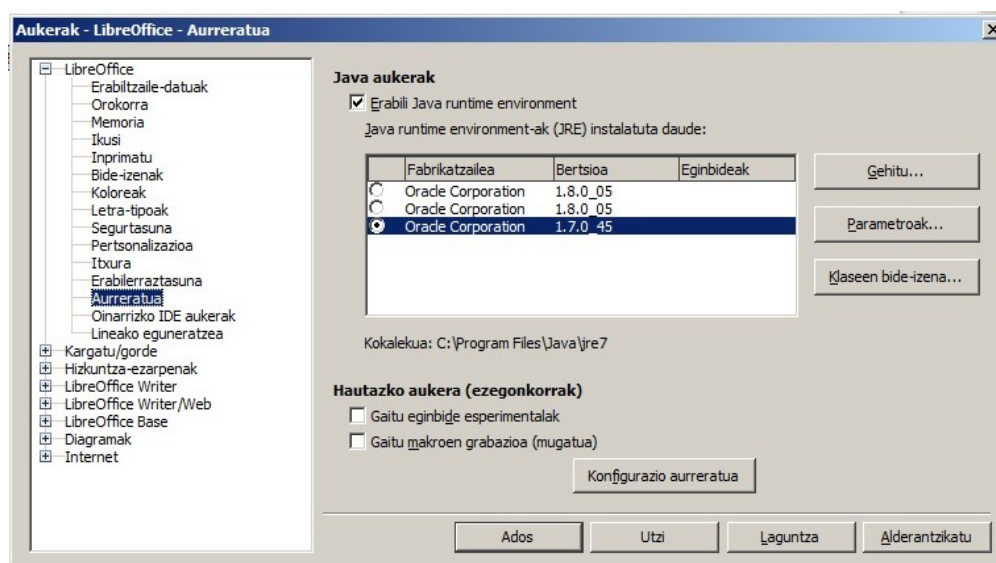 Aukerak - LibreOffice - Aurreratua
LibreOffice
Erabiltzaile-datuak
Orokorra
Memoria
Ikusi
Inprimatu
Bide-izenak
Koloreak
Letra-tipoak
Segurtasuna
Pertsonalizazioa
Itxura
Erabilerraztasuna
Aurreratua
Oinarrizko IDE aukerak
Lineako eguneratzea
Kargatu/gorde
Hizkuntza-ezarpenak
LibreOffice Writer
LibreOffice Writer/Web
LibreOffice Base
Diagramak
Internet
Java aukerak
Erabili Java runtime environment
Java runtime environment-ak (JRE) instalatuta daude:
Fabrikatzailea Bertsioa Eginbideak
Oracle Corporation 1.8.0_05
Oracle Corporation 1.8.0_05
Oracle Corporation 1.7.0_45
Gehitu...
Parametroak...
Klaseen bide-izena...
Kokalekua: C:\Program Files\Java\jre7
Hautazko aukera (ezegonkorrak)
Gaitu eginbide esperimentalak
Gaitu makroen grabazioa (mugatua)
Konfigurazio aurreratua
Ados Utzi Laguntza Alderantzikatu